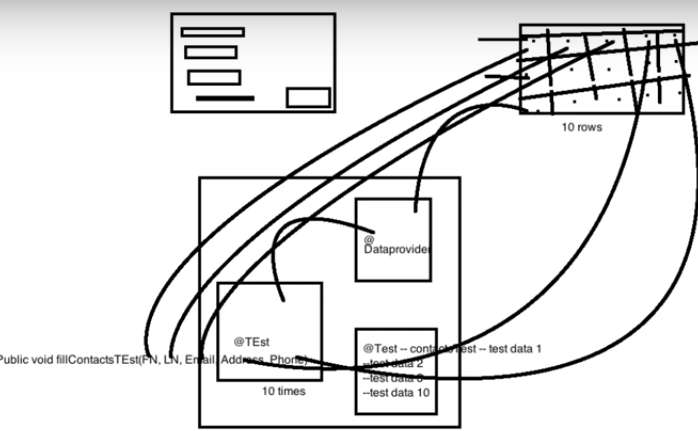 10 rows
@
Dataprovider
@TEst
Public void fillContactsTEst(FN, LN, Email, Address, Phone)
10 times
@Test -- contactsTest -- test data 1
--test data 2
--test data 3
--test data 10